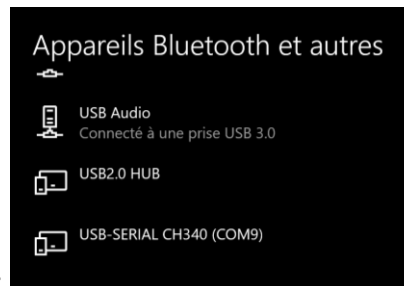 Appareils Bluetooth et autres
USB Audio
Connecté à une prise USB 3.0
USB2.0 HUB
USB-SERIAL CH340 (COM9)